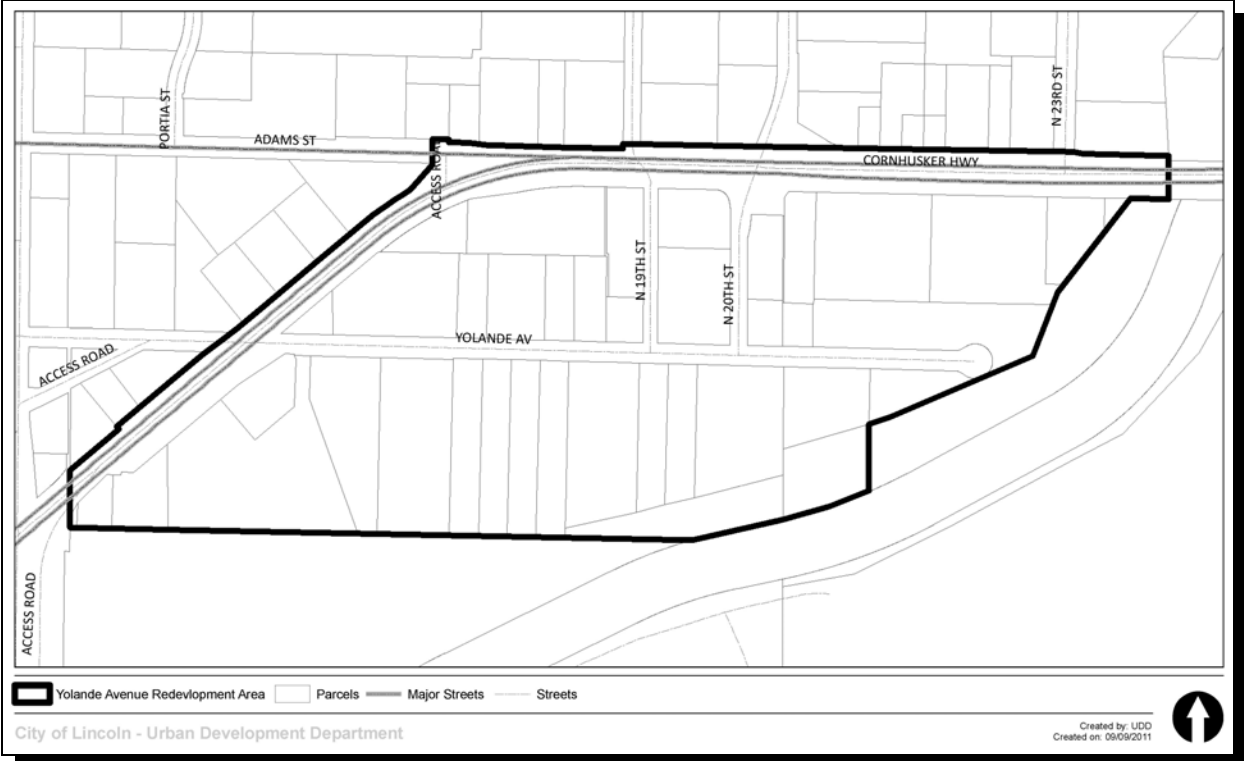 PORTIA ST
N 23RD ST
ADAMS ST
ACCESS ROAD
CORNHUSKER HWY
N 19TH ST
N 20TH ST
YOLANDE AV
ACCESS ROAD
ACCESS ROAD
Yolande Avenue Redevlopment Area
Parcels
Major Streets
Streets
City of Lincoln - Urban Development Department
Created by: UDD
Created on: 09/09/2011